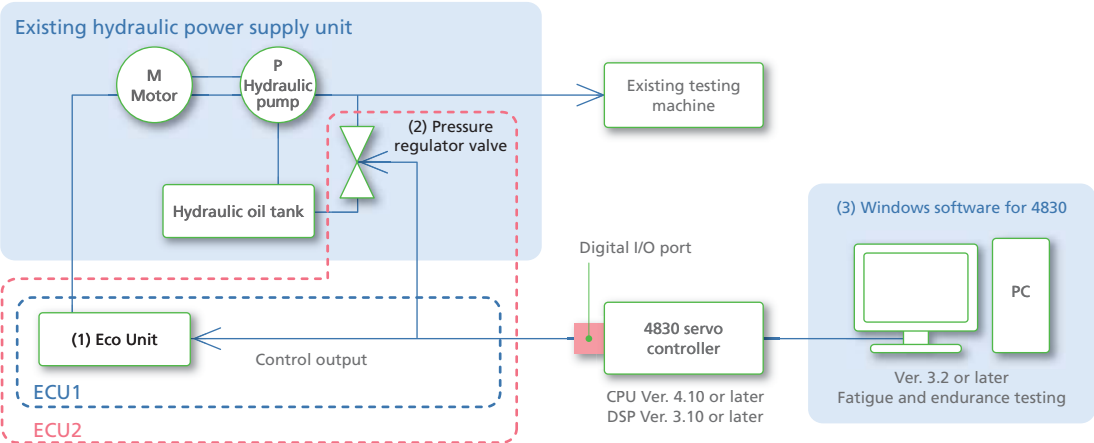 Existing hydraulic power supply unit
M
Motor
P
Hydraulic
pump
Existing testing
machine
(2) Pressure
regulator valve
Hydraulic oil tank
(3) Windows software for 4830
PC
Digital I/O port
(1) Eco Unit
Control output
4830 servo
controller
ECU1
ECU2
CPU Ver. 4.10 or later
DSP Ver. 3.10 or later
Ver. 3.2 or later
Fatigue and endurance testing